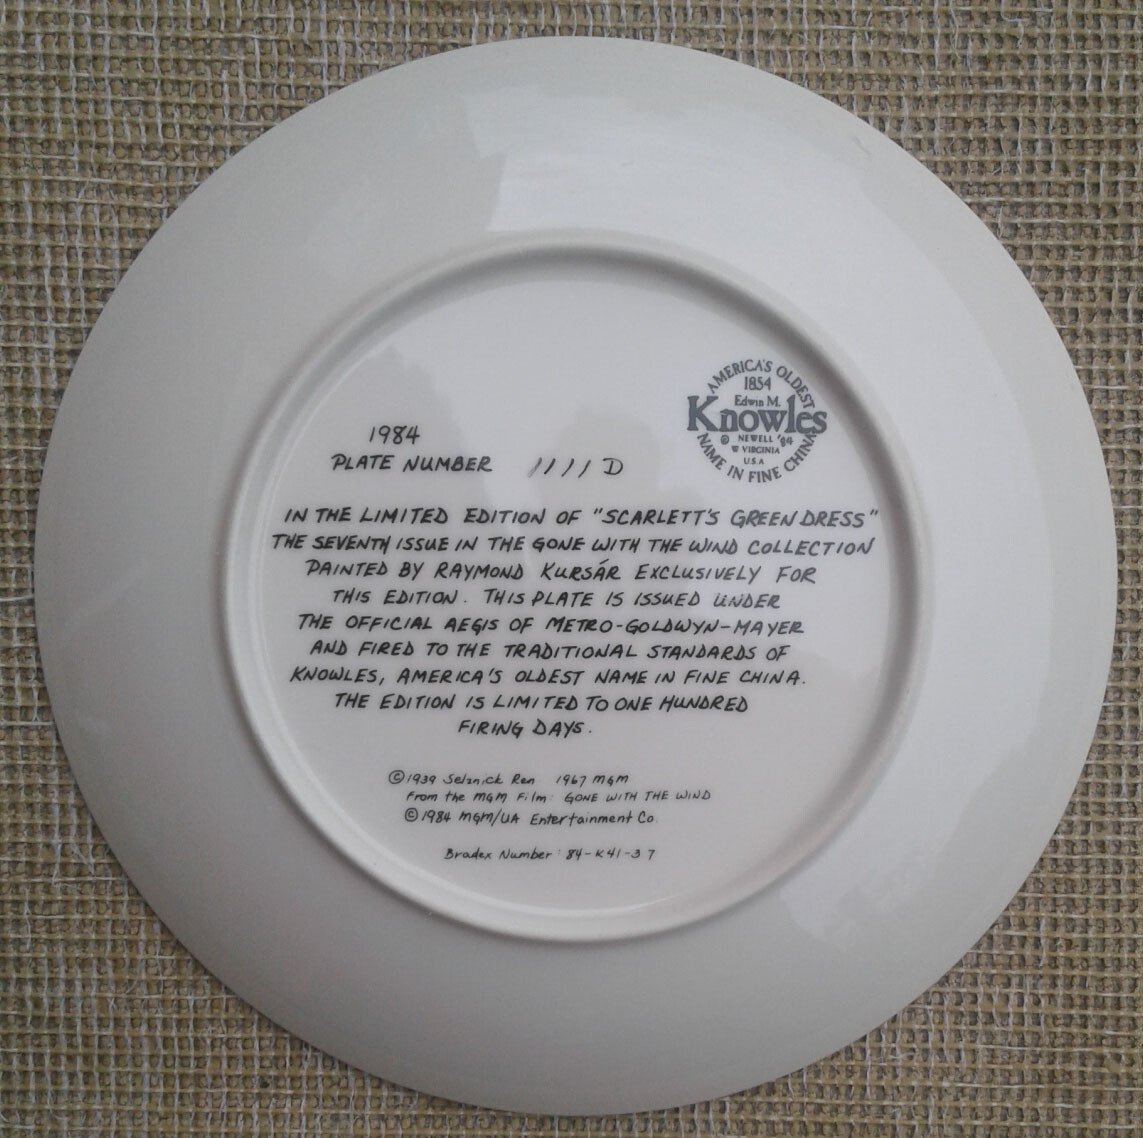 AMERICA'S OLDEST
1854
Edwin M.
Knowles
© NEWELL '84
W VIRGINIA
U.S.A
NAME IN FINE CHINA
1984
PLATE NUMBER 1111D
IN THE LIMITED EDITION OF "SCARLETT'S GREEN DRESS"
THE SEVENTH ISSUE IN THE GONE WITH THE WIND COLLECTION
PAINTED BY RAYMOND KURSÁR EXCLUSIVELY FOR
THIS EDITION. THIS PLATE IS ISSUED UNDER
THE OFFICIAL AEGIS OF METRO-GOLDWYN-MAYER
AND FIRED TO THE TRADITIONAL STANDARDS OF
KNOWLES, AMERICA'S OLDEST NAME IN FINE CHINA.
THE EDITION IS LIMITED TO ONE HUNDRED
FIRING DAYS.
©1939 Selznick Ren 1967 MGM
From the MGM Film: GONE WITH THE WIND
©1984 MGM/UA Entertainment Co.
Bradex Number: 84-K41-37